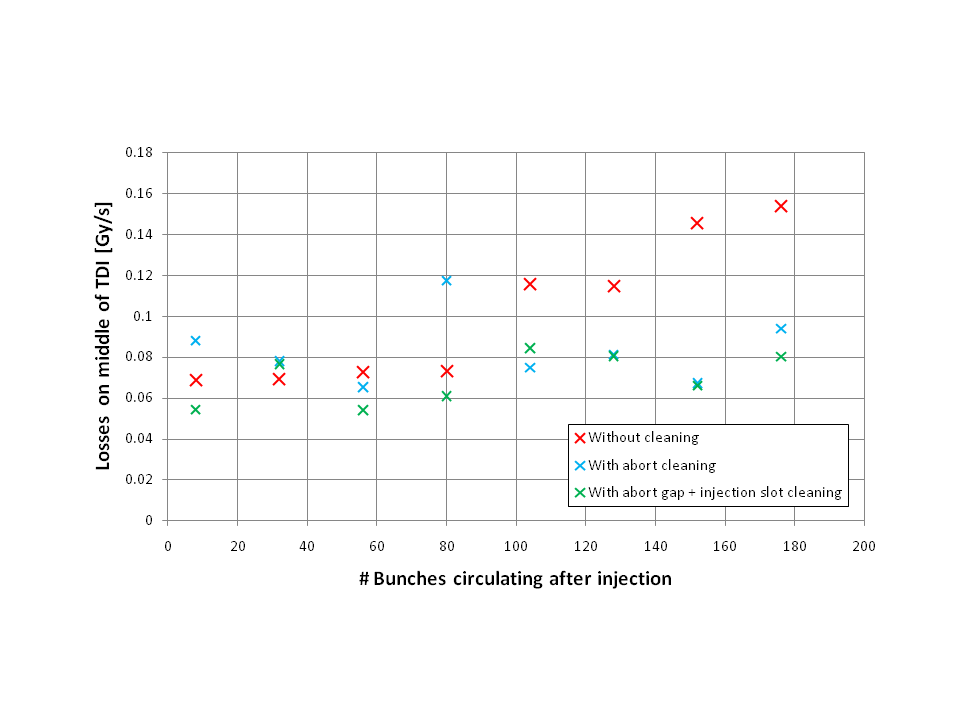 0.18
0.16
0.14
0.12
0.1
0.08
0.06
0.04
0.02
0
Losses on middle of TDI [Gy/s]
Without cleaning
With abort cleaning
With abort gap + injection slot cleaning
0 20 40 60 80 100 120 140 160 180 200
# Bunches circulating after injection